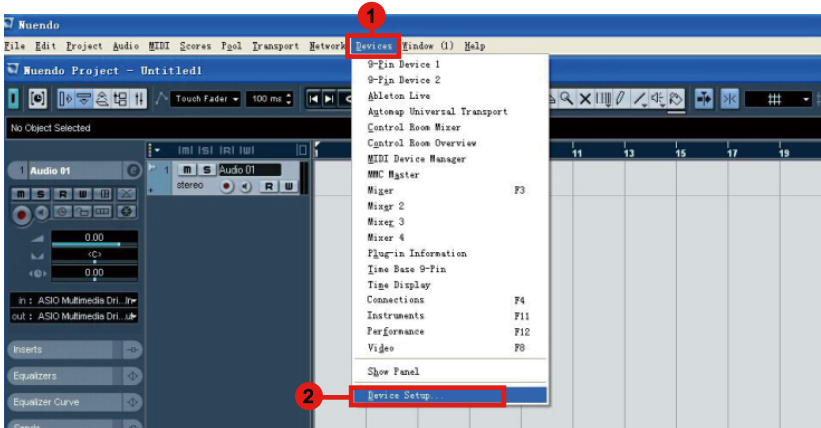 1
Nuendo
File Edit Project Audio MIDI Scores Pool Transport Network Devices Window (1) Help
Nuendo Project - Untitled1
Touch Fader 100 ms
No Object Selected
1 Audio 01
m S R W
0.00
<C>
0.00
in : ASIO Multimedia Dri...In
out : ASIO Multimedia Dri...ut
Inserts
Equalizers
Equalizer Curve
Sends
m s R W
1 m S Audio 01
stereo R W
11 13 15 17 19
9-Pin Device 1
9-Pin Device 2
Ableton Live
Automap Universal Transport
Control Room Mixer
Control Room Overview
MIDI Device Manager
MMC Master
Mixer F3
Mixer 2
Mixer 3
Mixer 4
Plug-in Information
Time Base 9-Pin
Time Display
Connections F4
Instruments F11
Performance F12
Video F8
Show Panel
2
Device Setup...